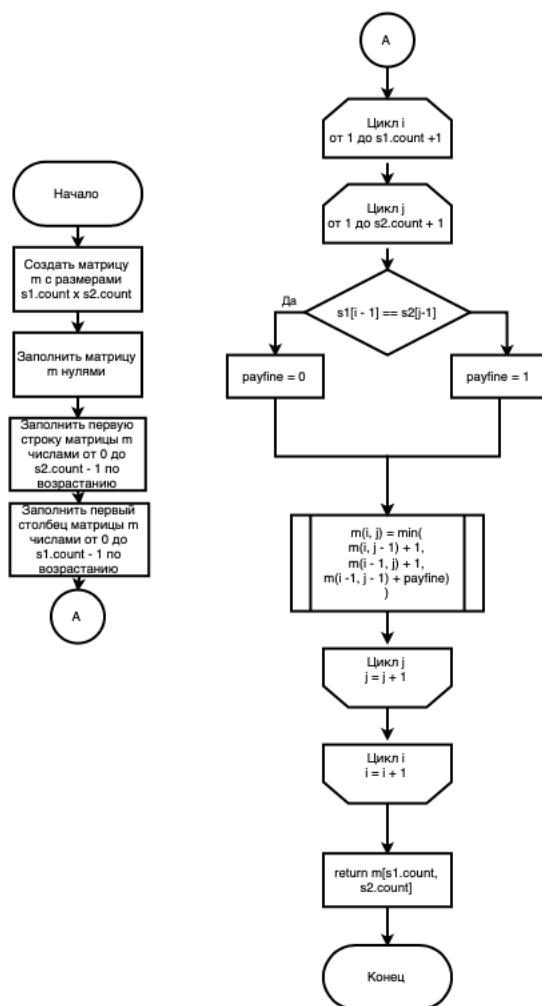 Начало
Создать матрицу
m с размерами
s1.count x s2.count
Заполнить матрицу
m нулями
Заполнить первую
строку матрицы m
числами от 0 до
s2.count - 1 по
возрастанию
Заполнить первый
столбец матрицы m
числами от 0 до
s1.count - 1 по
возрастанию
A
A
Цикл i
от 1 до s1.count +1
Цикл j
от 1 до s2.count + 1
Да
s1[i - 1] == s2[j-1]
payfine = 0
payfine = 1
m(i, j) = min(
m(i, j - 1) + 1,
m(i - 1, j) + 1,
m(i -1, j - 1) + payfine)
)
Цикл j
j = j + 1
Цикл i
i = i + 1
return m[s1.count,
s2.count]
Конец